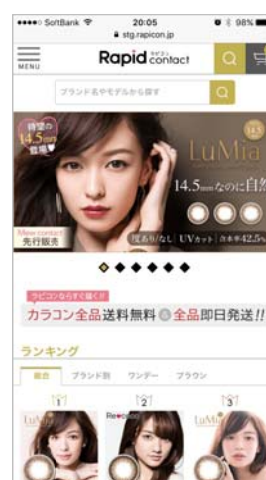 SoftBank 20:05 98%
stg.rapicon.jp
MENU
Rapid contact
ラピコン
ブランド名やモデルから探す
待望の
14.5mm
登場
14.5
LuMia
14.5mmなのに自然
Mew contact
先行販売
度あり/なし UVカット 含水率42.5%
ラピコンならすぐ届く!!
カラコン全品送料無料&全品即日発送!!
ランキング
総合 ブランド別 ワンデー ブラウン
1 2 3
LuMia ReVoque LuMia